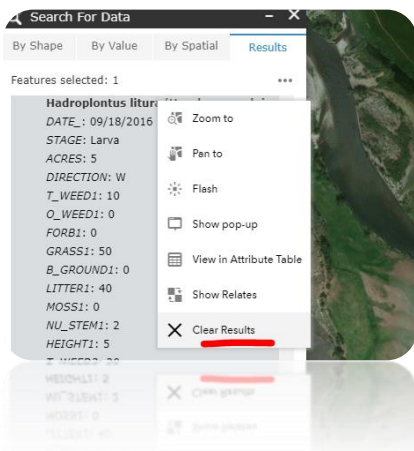 Search For Data
By Shape By Value By Spatial Results
Features selected: 1
Hadroplontus litura
DATE_: 09/18/2016
STAGE: Larva
ACRES: 5
DIRECTION: W
T_WEED1: 10
O_WEED1: 0
FORB1: 0
GRASS1: 50
B_GROUND1: 0
LITTER1: 40
MOSS1: 0
NU_STEM1: 2
HEIGHT1: 5
T_WEED2: 30
Zoom to
Pan to
Flash
Show pop-up
View in Attribute Table
Show Relates
Clear Results